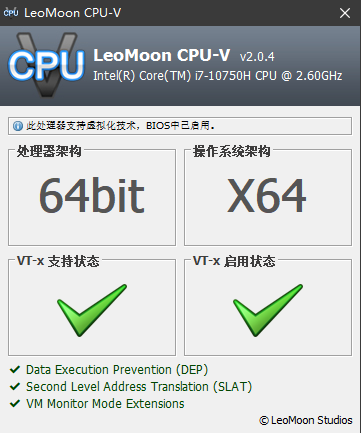 LeoMoon CPU-V
CPU
LeoMoon CPU-V v2.0.4
Intel(R) Core(TM) i7-10750H CPU @ 2.60GHz
此处理器支持虚拟化技术，BIOS中已启用。
处理器架构
64bit
操作系统架构
X64
VT-x 支持状态
VT-x 启用状态
Data Execution Prevention (DEP)
Second Level Address Translation (SLAT)
VM Monitor Mode Extensions
© LeoMoon Studios